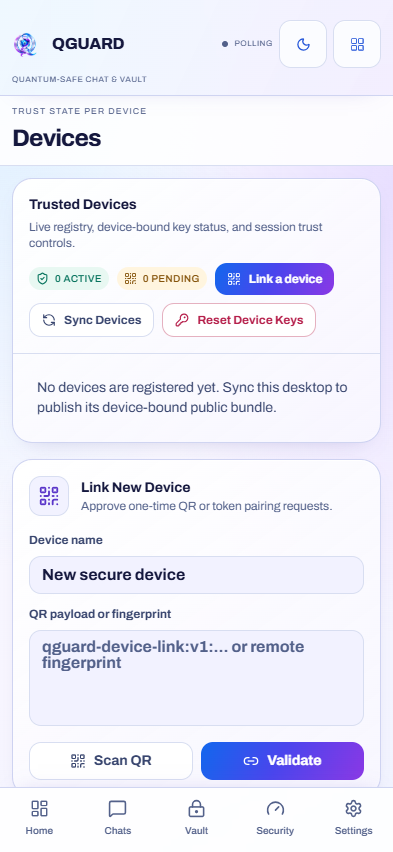 QGUARD
POLLING
QUANTUM-SAFE CHAT & VAULT
TRUST STATE PER DEVICE
Devices
Trusted Devices
Live registry, device-bound key status, and session trust
controls.
0 ACTIVE
0 PENDING
Link a device
Sync Devices
Reset Device Keys
No devices are registered yet. Sync this desktop to
publish its device-bound public bundle.
Link New Device
Approve one-time QR or token pairing requests.
Device name
New secure device
QR payload or fingerprint
qguard-device-link:v1:... or remote
fingerprint
Scan QR
Validate
Home
Chats
Vault
Security
Settings